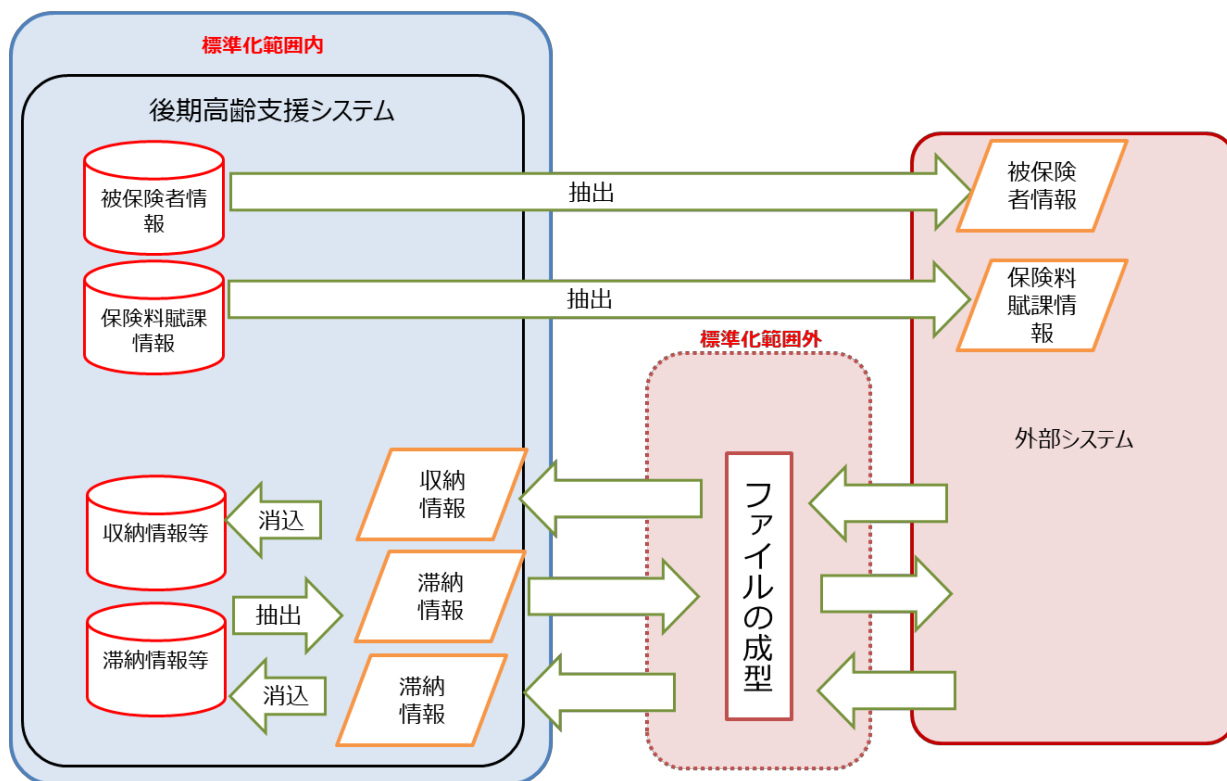 標準化範囲内
後期高齢支援システム
被保険者情
報
抽出
被保険
者情報
保険料賦課
情報
抽出
保険料
賦課情
報
標準化範囲外
外部システム
収納情報等
消込
収納
情報
ファイルの成型
滞納情報等
抽出
滞納
情報
消込
滞納
情報